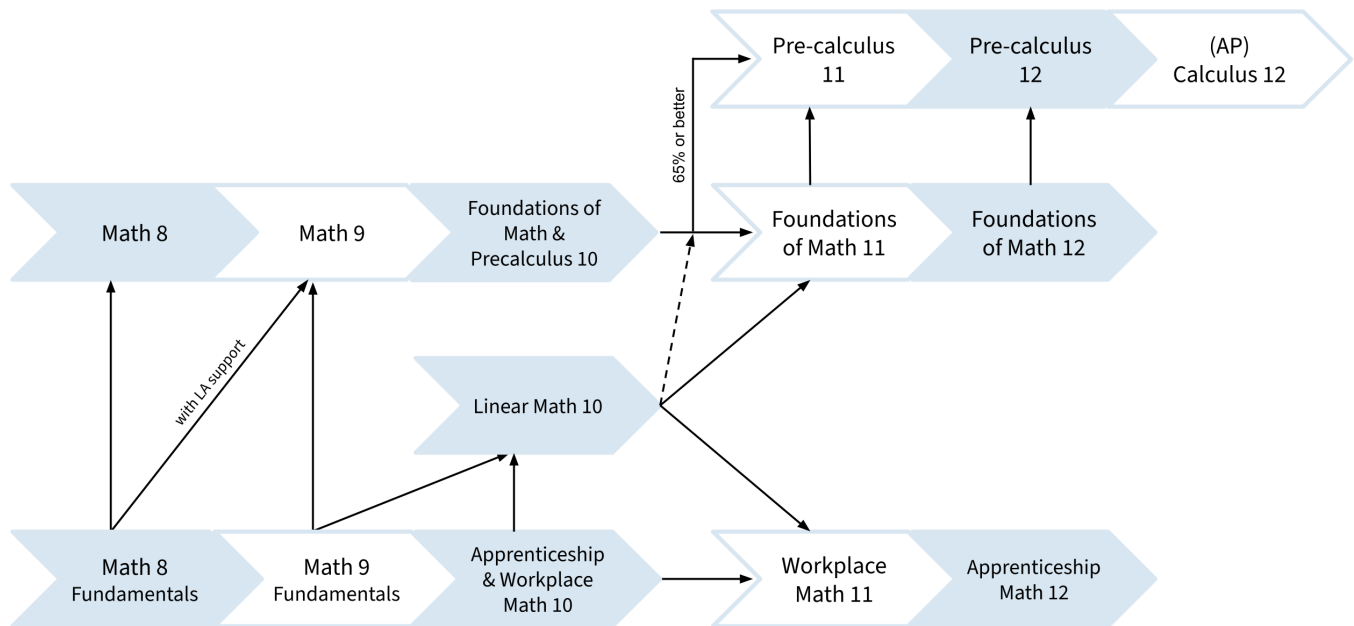 Pre-calculus
11
Pre-calculus
12
(AP)
Calculus 12
65% or better
Math 8
Math 9
Foundations of
Math &
Precalculus 10
Foundations
of Math 11
Foundations
of Math 12
with LA support
Linear Math 10
Math 8
Fundamentals
Math 9
Fundamentals
Apprenticeship
& Workplace
Math 10
Workplace
Math 11
Apprenticeship
Math 12